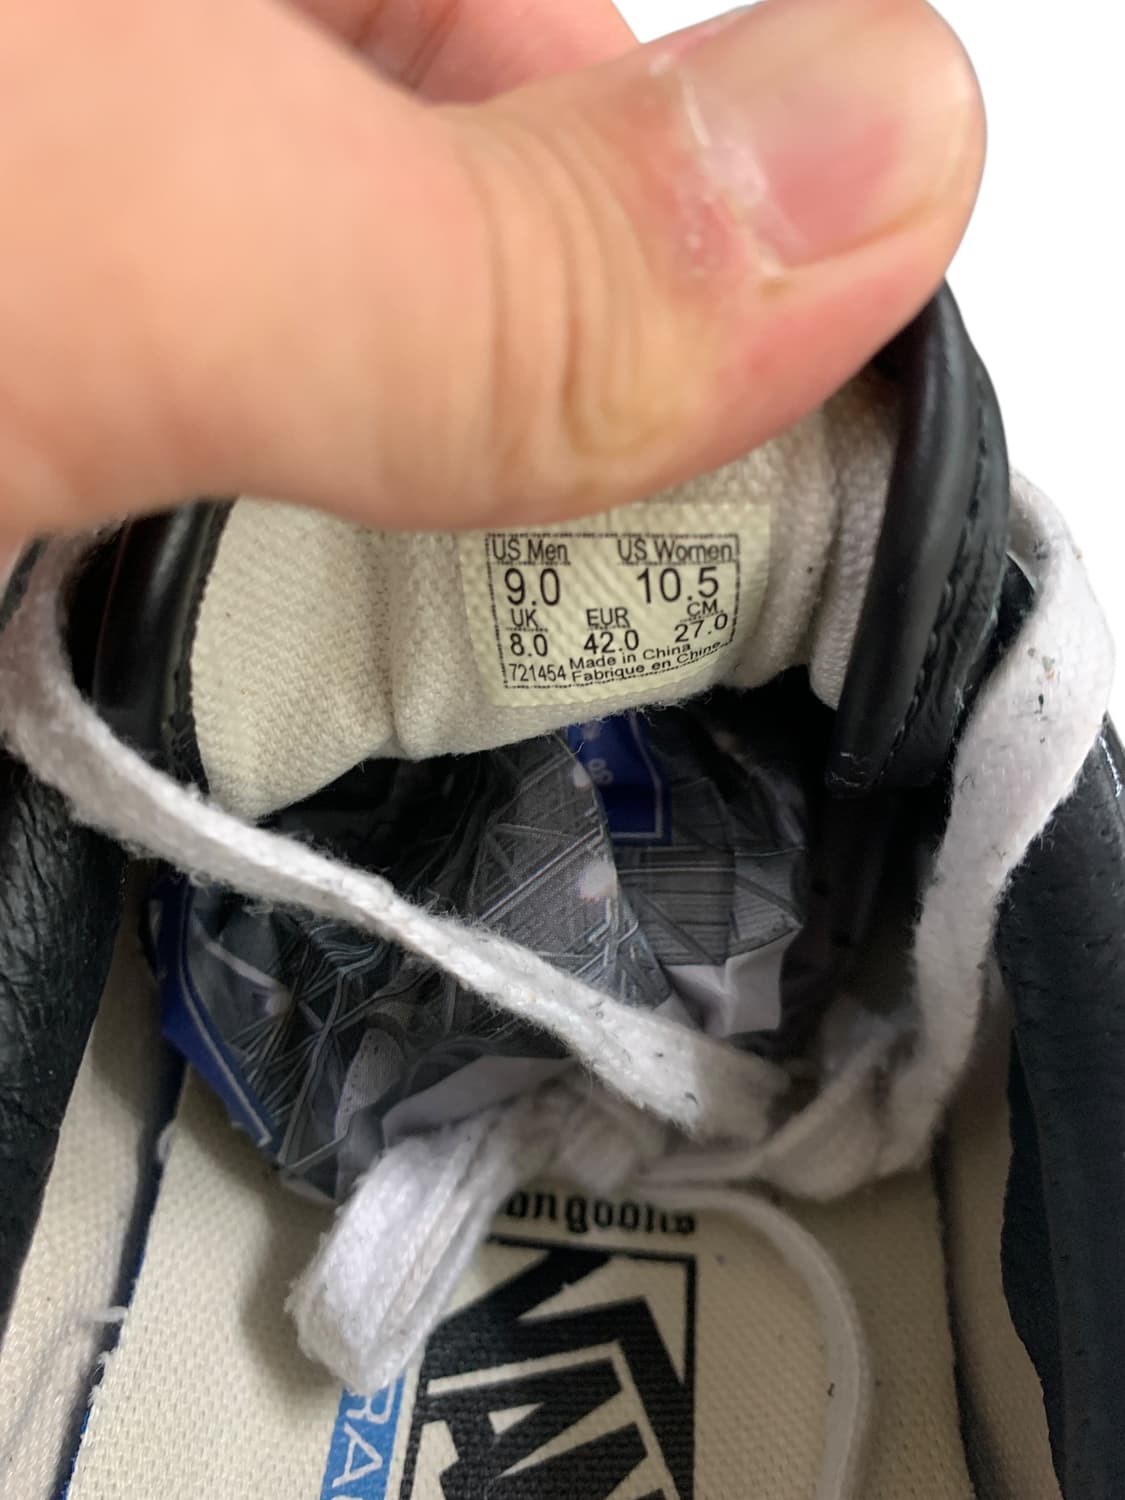 US Men US Women
9.0 10.5
UK EUR CM
8.0 42.0 27.0
721454 Made in China
Fabrique en Chine